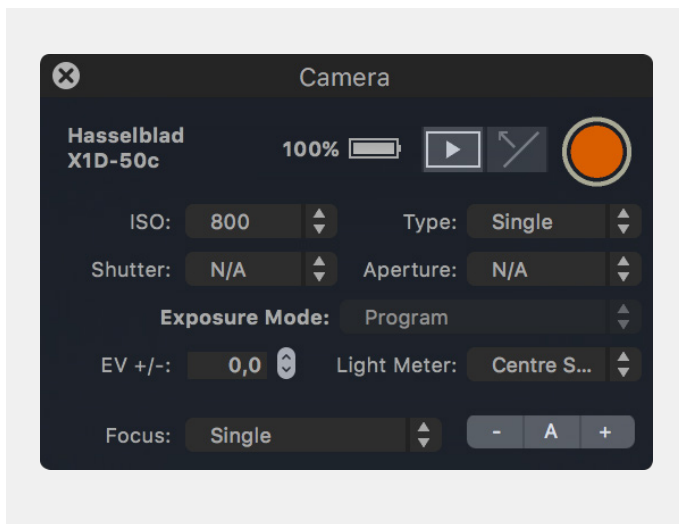 Camera
Hasselblad
X1D-50c
100%
ISO: 800 Type: Single
Shutter: N/A Aperture: N/A
Exposure Mode: Program
EV +/-: 0,0 Light Meter: Centre S...
Focus: Single - A +